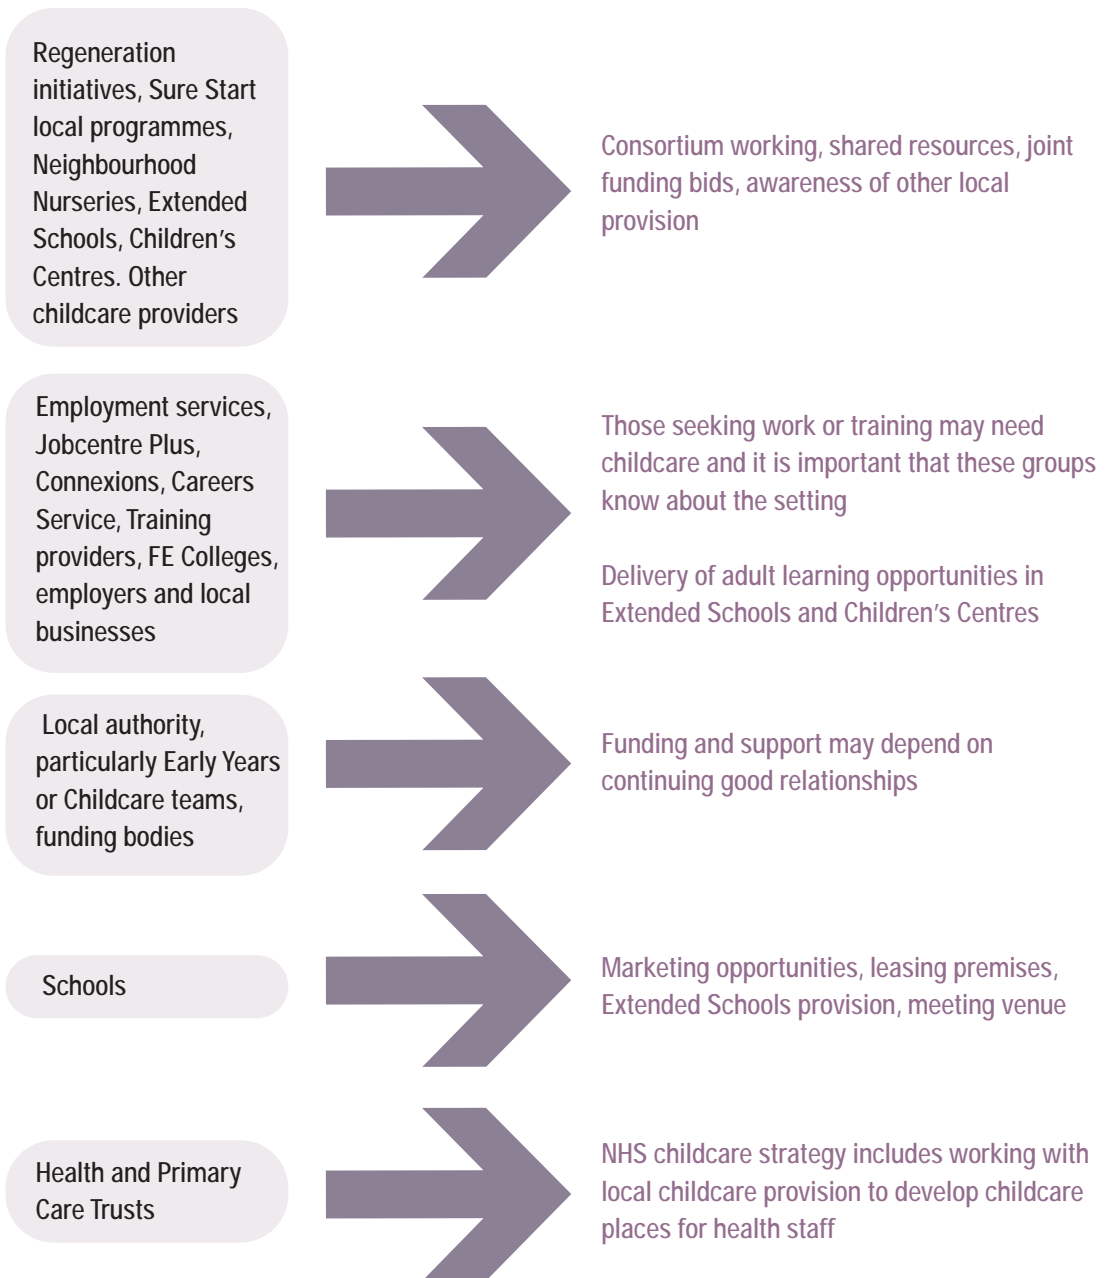 Regeneration
initiatives, Sure Start
local programmes,
Neighbourhood
Nurseries, Extended
Schools, Children's
Centres. Other
childcare providers
Consortium working, shared resources, joint
funding bids, awareness of other local
provision
Employment services,
Jobcentre Plus,
Connexions, Careers
Service, Training
providers, FE Colleges,
employers and local
businesses
Those seeking work or training may need
childcare and it is important that these groups
know about the setting
Delivery of adult learning opportunities in
Extended Schools and Children's Centres
Local authority,
particularly Early Years
or Childcare teams,
funding bodies
Funding and support may depend on
continuing good relationships
Schools
Marketing opportunities, leasing premises,
Extended Schools provision, meeting venue
Health and Primary
Care Trusts
NHS childcare strategy includes working with
local childcare provision to develop childcare
places for health staff